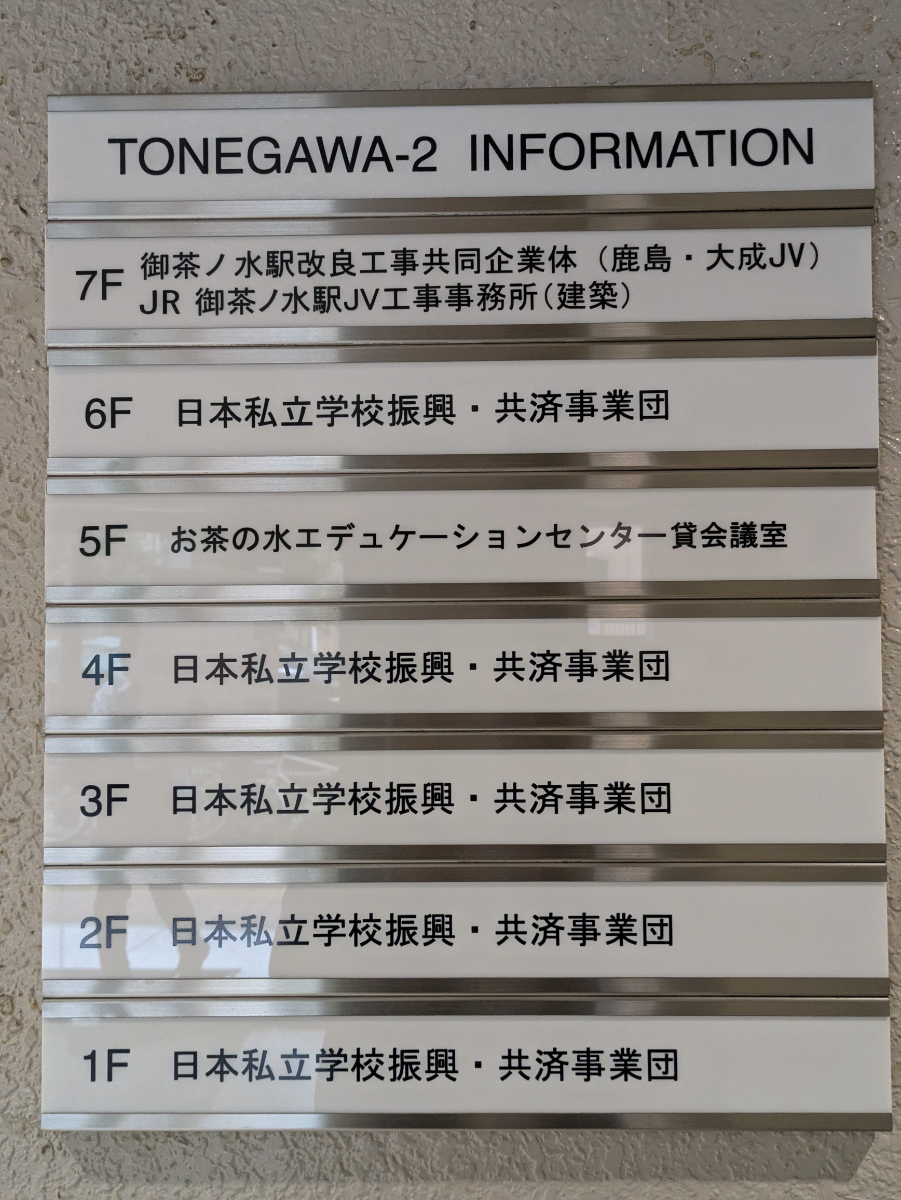 TONEGAWA-2 INFORMATION
7F 御茶ノ水駅改良工事共同企業体（鹿島・大成JV）
JR 御茶ノ水駅JV工事事務所（建築）
6F 日本私立学校振興・共済事業団
5F お茶の水エデュケーションセンター貸会議室
4F 日本私立学校振興・共済事業団
3F 日本私立学校振興・共済事業団
2F 日本私立学校振興・共済事業団
1F 日本私立学校振興・共済事業団